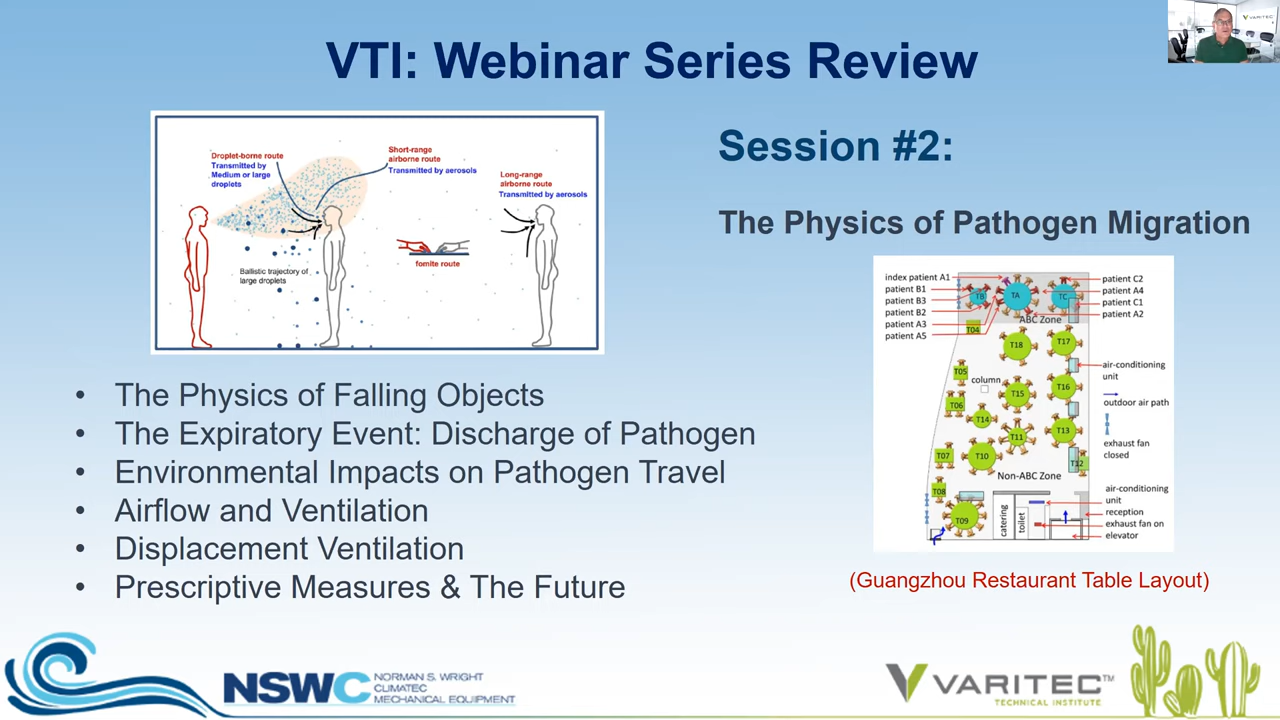 VTI: Webinar Series Review
VARITEC
Droplet-borne route
Transmitted by
Medium or large
droplets
Short-range
airborne route
Transmitted by aerosols
Long-range
airborne route
Transmitted by aerosols
Ballistic trajectory of
large droplets
fomite route
Session #2:
The Physics of Pathogen Migration
index patient A1
patient B1
patient B3
patient B2
patient A3
patient A5
patient C2
patient A4
patient C1
patient A2
TB
TA
TC
ABC Zone
T04
T18
T17
T05
column
T16
T06
T15
T14
T13
T11
T07
T10
T12
Non-ABC Zone
T08
T09
catering
toilet
air-conditioning
unit
outdoor air path
exhaust fan
closed
air-conditioning
unit
reception
exhaust fan on
elevator
(Guangzhou Restaurant Table Layout)
• The Physics of Falling Objects
• The Expiratory Event: Discharge of Pathogen
• Environmental Impacts on Pathogen Travel
• Airflow and Ventilation
• Displacement Ventilation
• Prescriptive Measures & The Future
NSWC
NORMAN S. WRIGHT
CLIMATEC
MECHANICAL EQUIPMENT
VARITEC™
TECHNICAL INSTITUTE